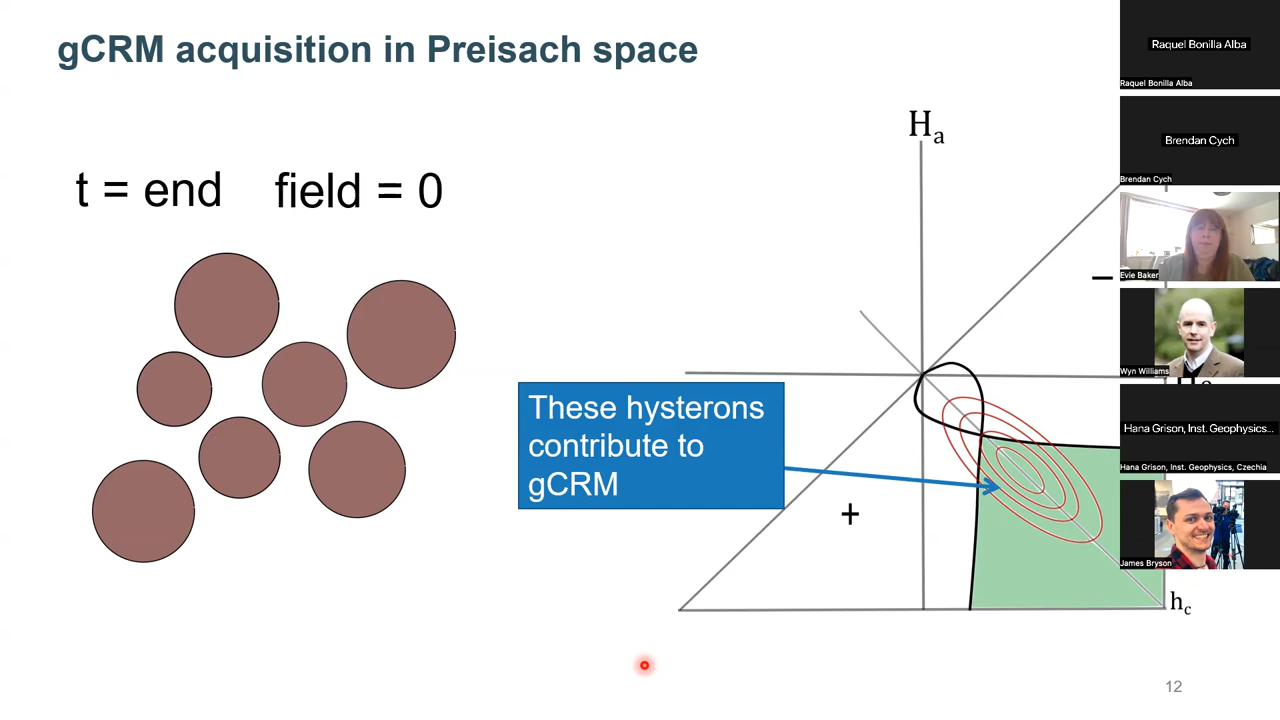 gCRM acquisition in Preisach space
t = end field = 0
These hysterons
contribute to
gCRM
Hₐ
−
+
h꜀
12
Raquel Bonilla Alba
Raquel Bonilla Alba
Brendan Cych
Brendan Cych
Evie Baker
Wyn Williams
Hana Grison, Inst. Geophysics...
Hana Grison, Inst. Geophysics, Czechia
James Bryson